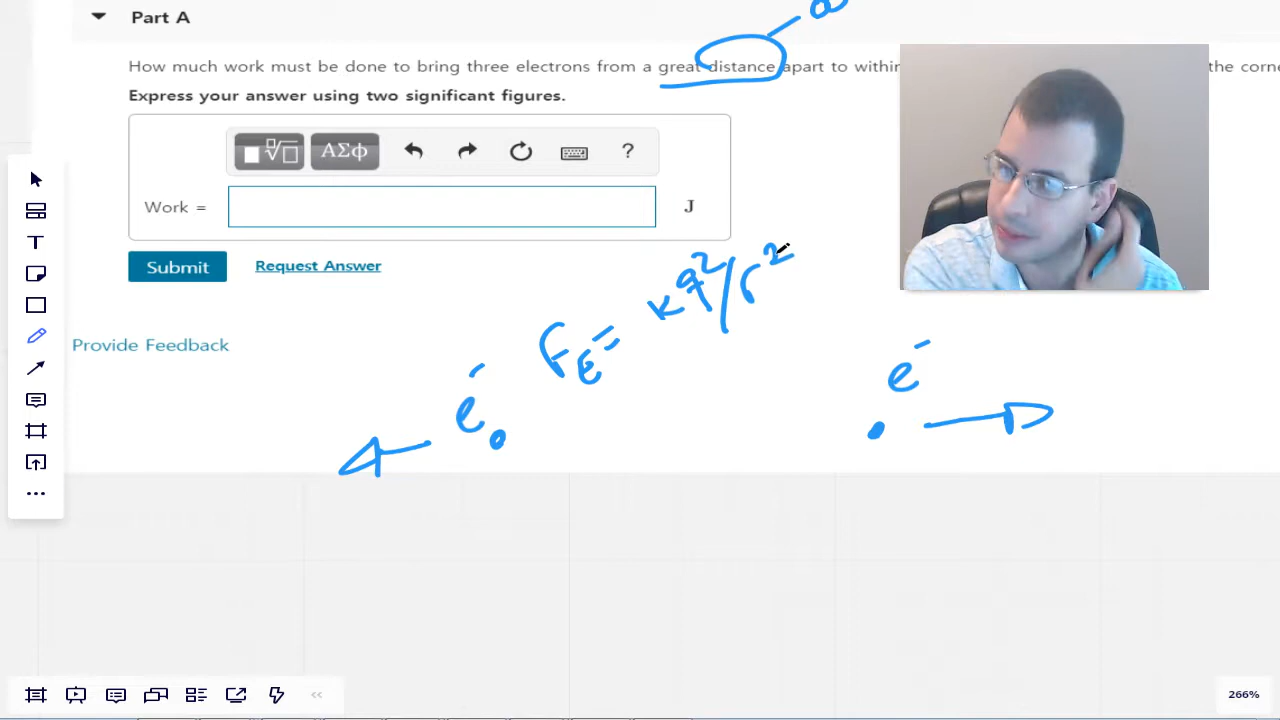 Part A
How much work must be done to bring three electrons from a great distance apart to within the corne
Express your answer using two significant figures.
ΑΣφ
?
Work =
J
Submit
Request Answer
Provide Feedback
F_E = kq²/r²
e⁻
e⁻
T
266%